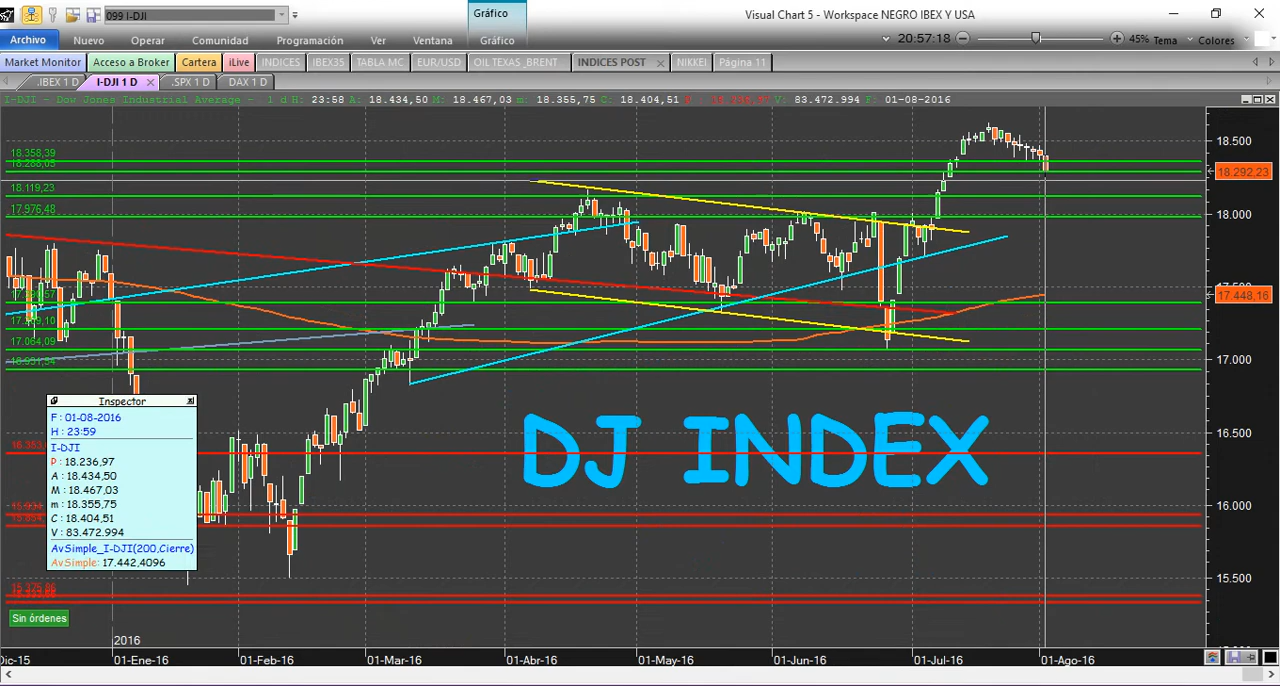 099 I-DJI
Gráfico
Visual Chart 5 - Workspace NEGRO IBEX Y USA
Archivo Nuevo Operar Comunidad Programación Ver Ventana Gráfico 20:57:18 45% Tema Colores
Market Monitor Acceso a Broker Cartera iLive INDICES IBEX35 TABLA MC EUR/USD OIL TEXAS_BRENT INDICES POST NIKKEI Página 11
.IBEX 1 D I-DJI 1 D .SPX 1 D DAX 1 D
I-DJI - Dow Jones Industrial Average - 1 d H: 23:58 A: 18.434,50 M: 18.467,03 m: 18.355,75 C: 18.404,51 V: 83.472.994 F: 01-08-2016
18.500
18.358,39
18.292,23
18.119,23
17.976,48
18.000
17.448,16
17.064,09
17.000
Inspector
F : 01-08-2016
H : 23:59
I-DJI
P : 18.236,97
A : 18.434,50
M : 18.467,03
m : 18.355,75
C : 18.404,51
V : 83.472.994
AvSimple_I-DJI(200,Cierre)
AvSimple: 17.442,4096
DJ INDEX
16.500
16.000
15.500
Sin órdenes
2016
Dic-15 01-Ene-16 01-Feb-16 01-Mar-16 01-Abr-16 01-May-16 01-Jun-16 01-Jul-16 01-Ago-16